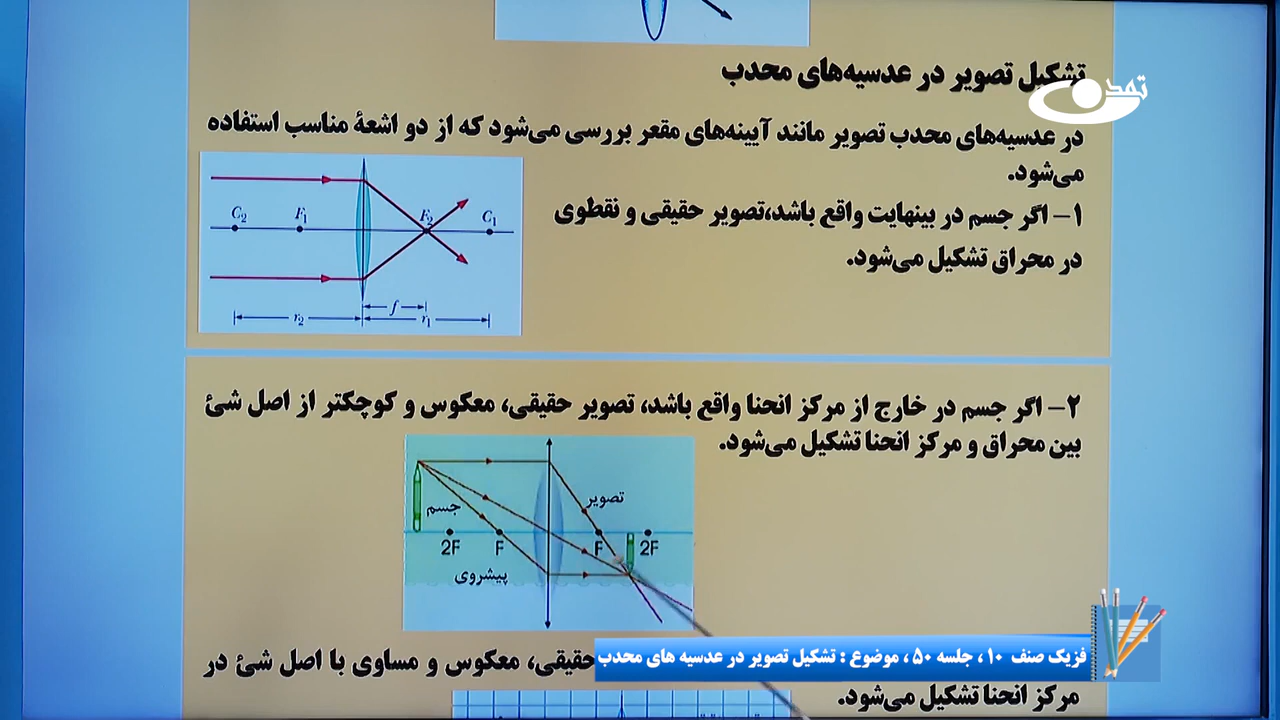 تشکیل تصویر در عدسیه‌های محدب
تمدن
در عدسیه‌های محدب تصویر مانند آیینه‌های مقعر بررسی می‌شود که از دو اشعهٔ مناسب استفاده
می‌شود.
۱- اگر جسم در بینهایت واقع باشد،تصویر حقیقی و نقطوی
در محراق تشکیل می‌شود.
C2 F1 F2 C1
f
r2 r1
۲- اگر جسم در خارج از مرکز انحنا واقع باشد، تصویر حقیقی، معکوس و کوچکتر از اصل شئ
بین محراق و مرکز انحنا تشکیل می‌شود.
تصویر
جسم
2F F F 2F
پیشروی
حقیقی، معکوس و مساوی با اصل شئ در
مرکز انحنا تشکیل می‌شود.
فزیک صنف ۱۰ ، جلسه ۵۰ ، موضوع : تشکیل تصویر در عدسیه های محدب